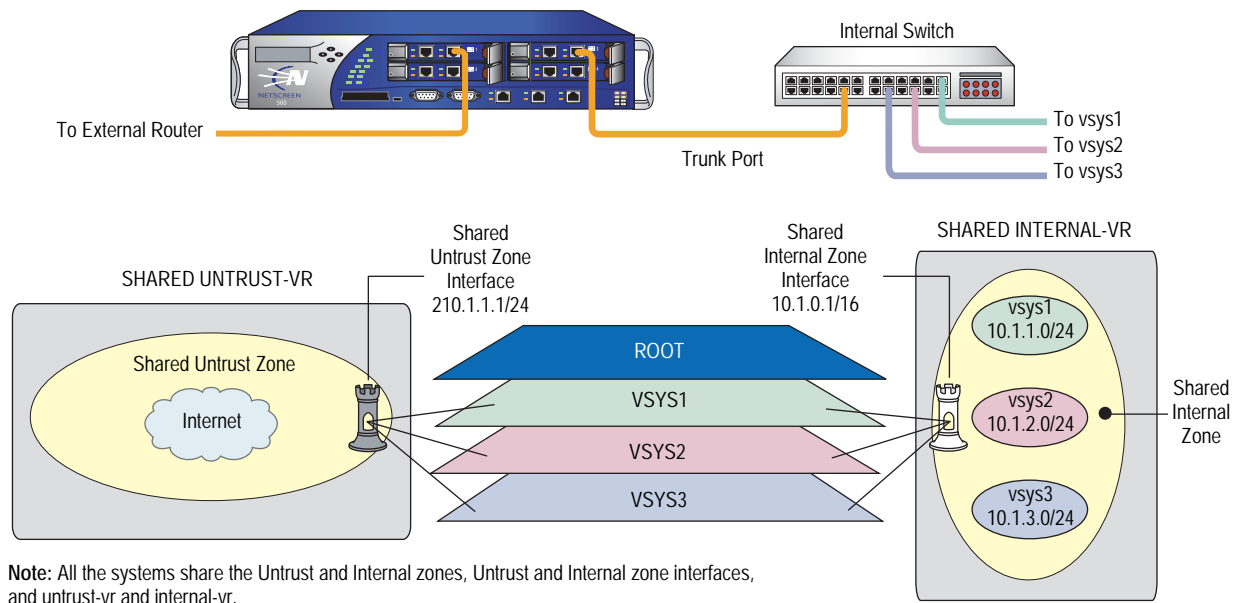 Internal Switch
NETSCREEN
500
To External Router
Trunk Port
To vsys1
To vsys2
To vsys3
SHARED UNTRUST-VR
Shared
Untrust Zone
Interface
210.1.1.1/24
Shared
Internal Zone
Interface
10.1.0.1/16
SHARED INTERNAL-VR
Shared Untrust Zone
Internet
ROOT
VSYS1
VSYS2
VSYS3
vsys1
10.1.1.0/24
vsys2
10.1.2.0/24
vsys3
10.1.3.0/24
Shared
Internal
Zone
Note: All the systems share the Untrust and Internal zones, Untrust and Internal zone interfaces,
and untrust-vr and internal-vr.